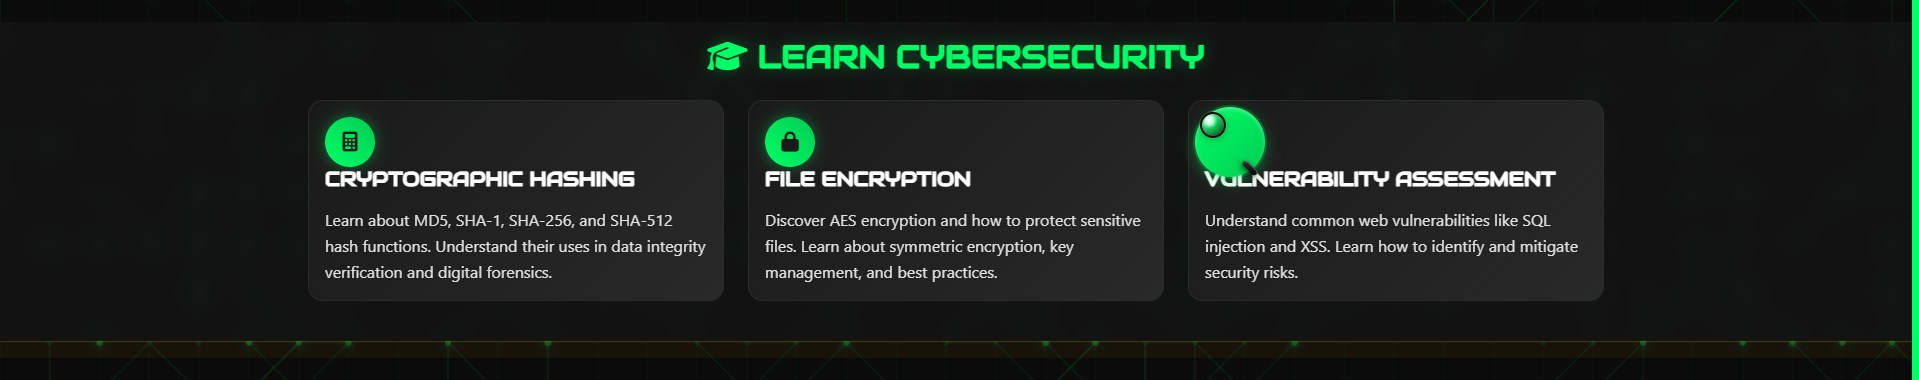 LEARN CYBERSECURITY
CRYPTOGRAPHIC HASHING
Learn about MD5, SHA-1, SHA-256, and SHA-512
hash functions. Understand their uses in data integrity
verification and digital forensics.
FILE ENCRYPTION
Discover AES encryption and how to protect sensitive
files. Learn about symmetric encryption, key
management, and best practices.
VULNERABILITY ASSESSMENT
Understand common web vulnerabilities like SQL
injection and XSS. Learn how to identify and mitigate
security risks.